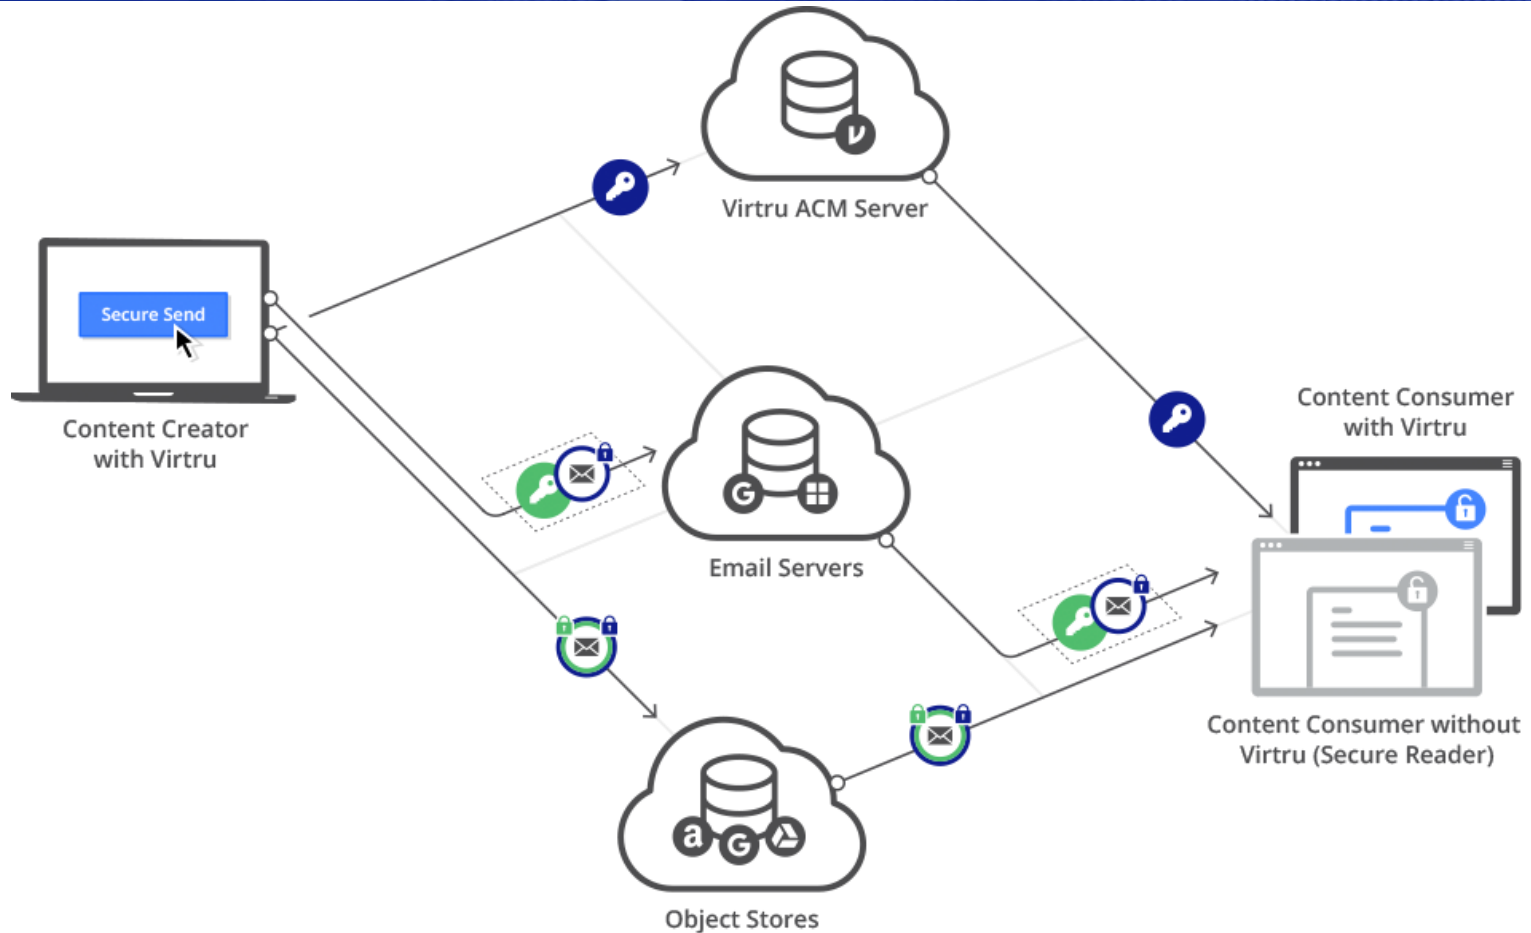 Virtru ACM Server
Secure Send
Content Creator
with Virtru
Content Consumer
with Virtru
G
Email Servers
Content Consumer without
Virtru (Secure Reader)
a
G
Object Stores